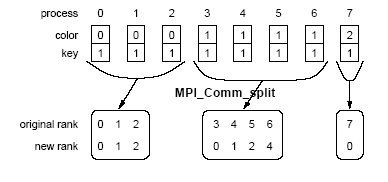 process 0 1 2 3 4 5 6 7
color 0 0 0 1 1 1 1 2
key 1 1 1 1 1 1 1 1
MPI_Comm_split
original rank 0 1 2 3 4 5 6 7
new rank 0 1 2 0 1 2 4 0